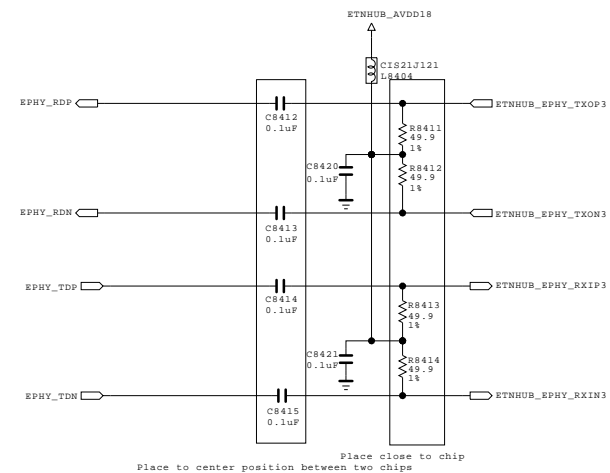 ETNHUB_AVDD18
CIS21J121
L8404
EPHY_RDP
C8412
0.1uF
ETNHUB_EPHY_TXOP3
R8411
49.9
1%
C8420
0.1uF
R8412
49.9
1%
EPHY_RDN
C8413
0.1uF
ETNHUB_EPHY_TXON3
EPHY_TDP
C8414
0.1uF
ETNHUB_EPHY_RXIP3
R8413
49.9
1%
C8421
0.1uF
R8414
49.9
1%
EPHY_TDN
C8415
0.1uF
ETNHUB_EPHY_RXIN3
Place close to chip
Place to center position between two chips